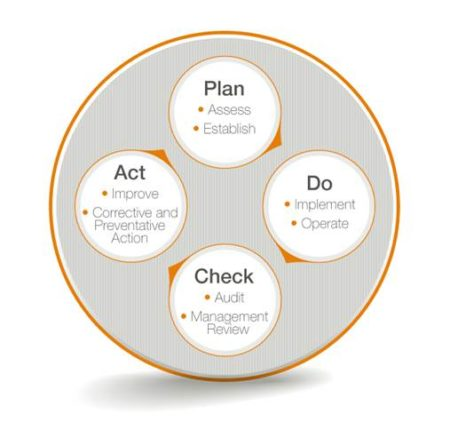 Plan
• Assess
• Establish
Do
• Implement
• Operate
Check
• Audit
• Management
Review
Act
• Improve
• Corrective and
Preventative
Action